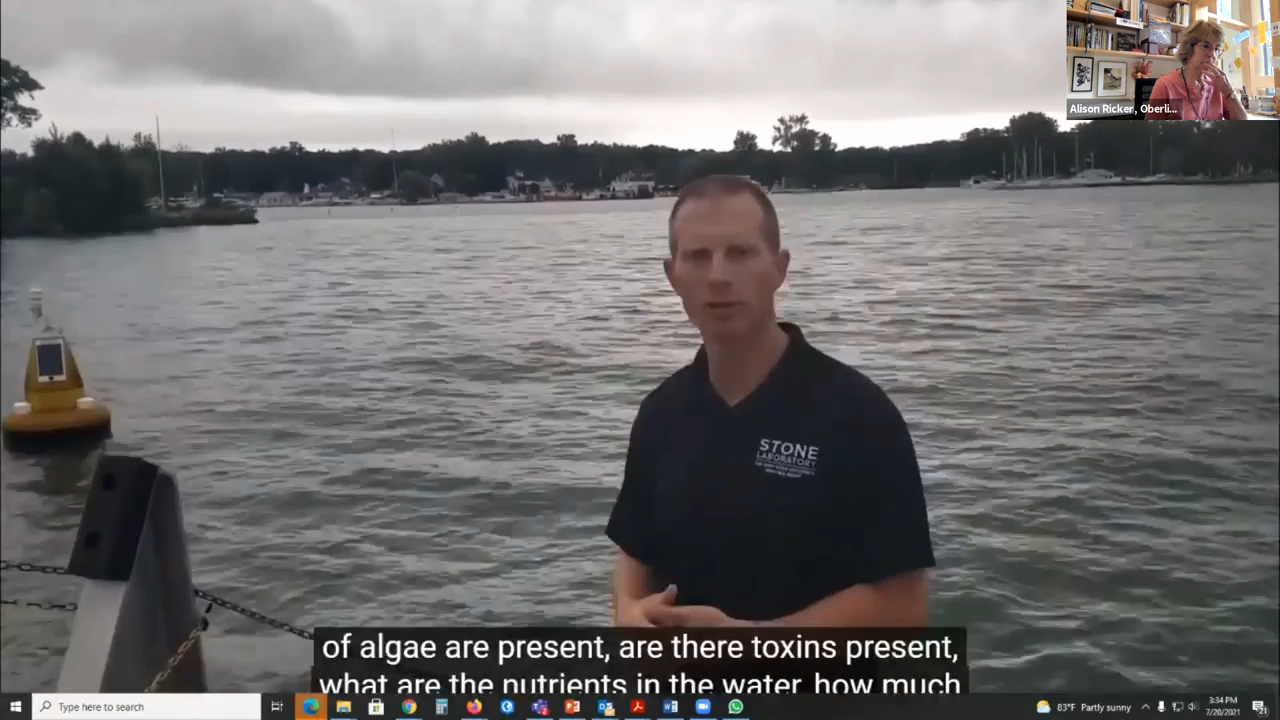 Alison Ricker, Oberli...
STONE
LABORATORY
of algae are present, are there toxins present,
what are the nutrients in the water, how much
Type here to search
83°F Partly sunny
3:34 PM
7/20/2021
21